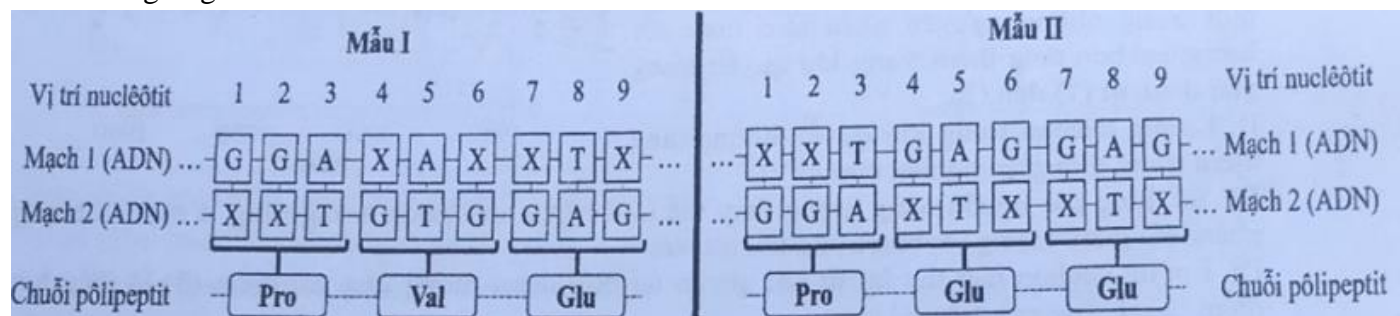 Mẫu I Mẫu II
Vị trí nuclêôtit 1 2 3 4 5 6 7 8 9 1 2 3 4 5 6 7 8 9 Vị trí nuclêôtit
Mạch 1 (ADN) ... G G A X A X X T X ... ... X X T G A G G A G ... Mạch 1 (ADN)
Mạch 2 (ADN) ... X X T G T G G A G ... ... G G A X T X X T X ... Mạch 2 (ADN)
Chuỗi pôlipeptit Pro Val Glu Pro Glu Glu Chuỗi pôlipeptit